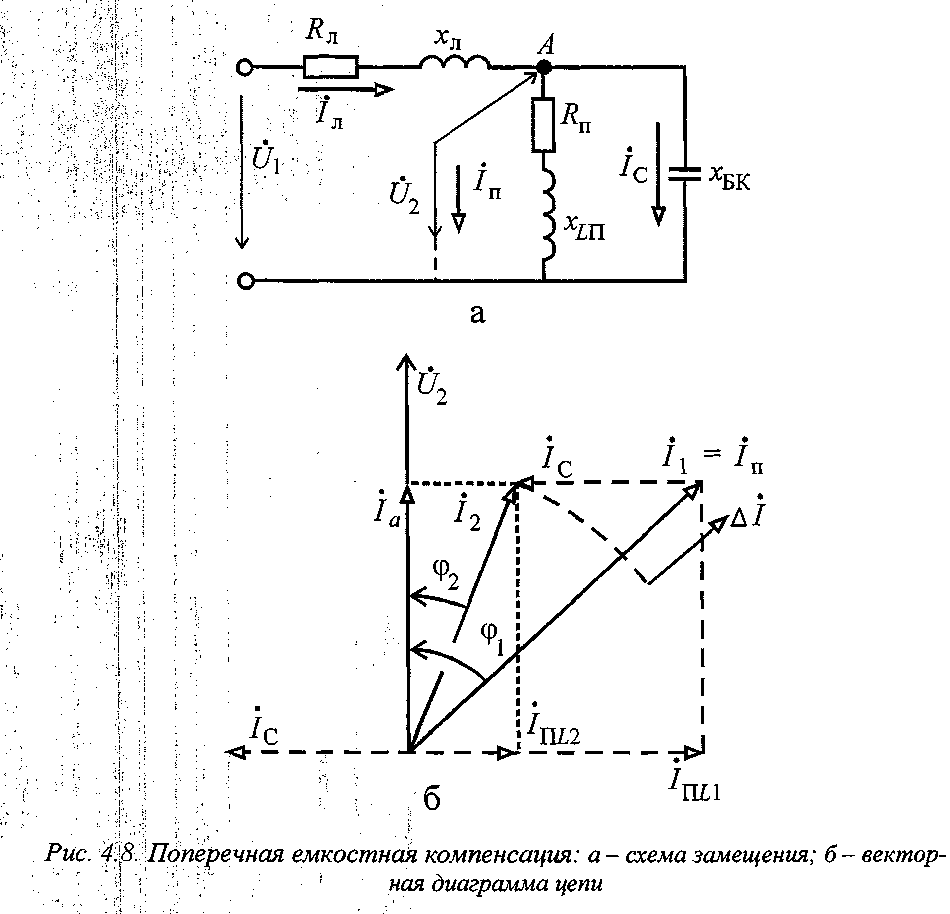 Rл
xл
A
İл
Rп
U̇1
U̇2
İп
İC
xБК
xLП
а
U̇2
İC
İ1 = İп
İa
İ2
Δİ
φ2
φ1
İC
İПL2
İПL1
б
Рис. 4.8. Поперечная емкостная компенсация: а – схема замещения; б – вектор-
ная диаграмма цепи